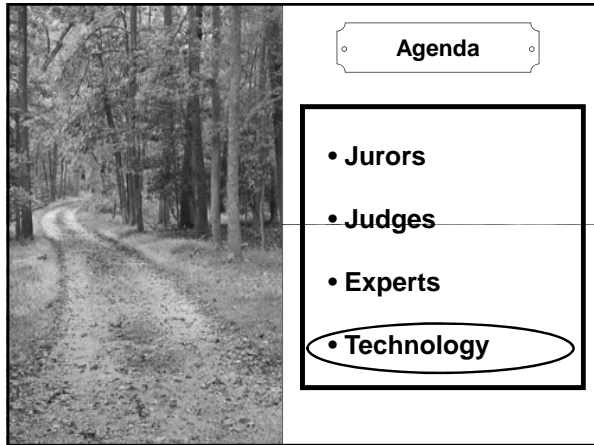 Agenda
• Jurors
• Judges
• Experts
• Technology